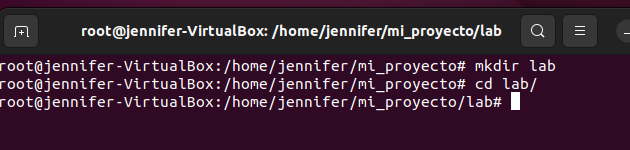 root@jennifer-VirtualBox: /home/jennifer/mi_proyecto/lab
root@jennifer-VirtualBox:/home/jennifer/mi_proyecto# mkdir lab
root@jennifer-VirtualBox:/home/jennifer/mi_proyecto# cd lab/
root@jennifer-VirtualBox:/home/jennifer/mi_proyecto/lab#